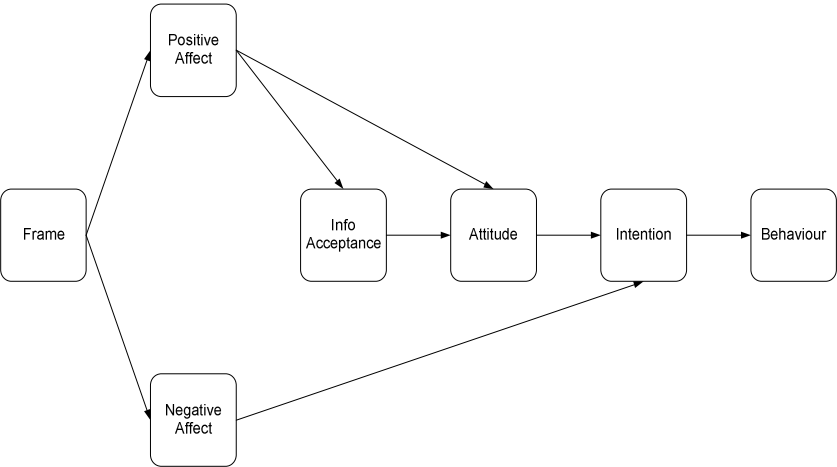 Positive
Affect
Frame
Info
Acceptance
Attitude
Intention
Behaviour
Negative
Affect